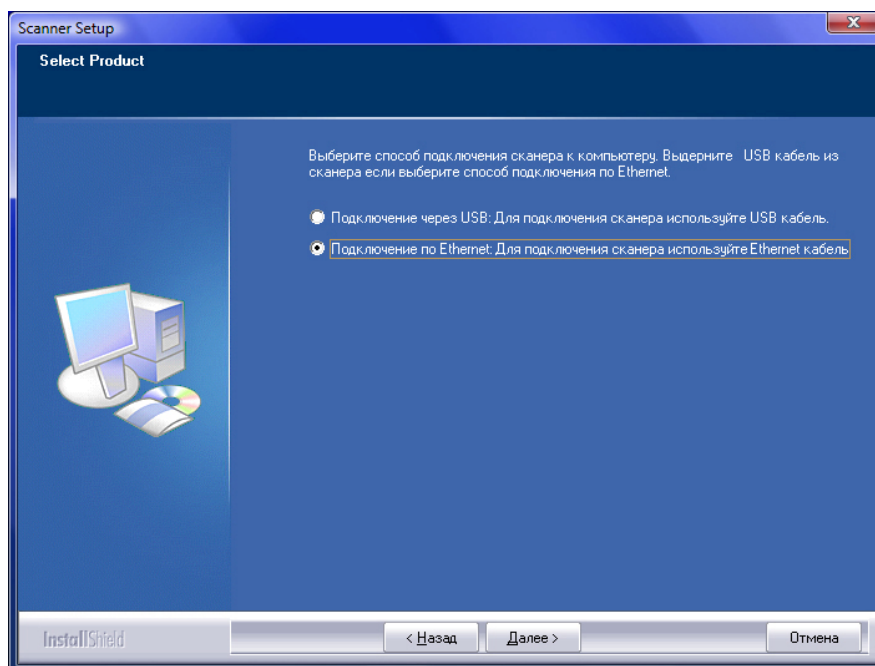 Scanner Setup
Select Product
Выберите способ подключения сканера к компьютеру. Выдерните USB кабель из
сканера если выберите способ подключения по Ethernet.
Подключение через USB: Для подключения сканера используйте USB кабель.
Подключение по Ethernet: Для подключения сканера используйте Ethernet кабель
InstallShield
< Назад
Далее >
Отмена